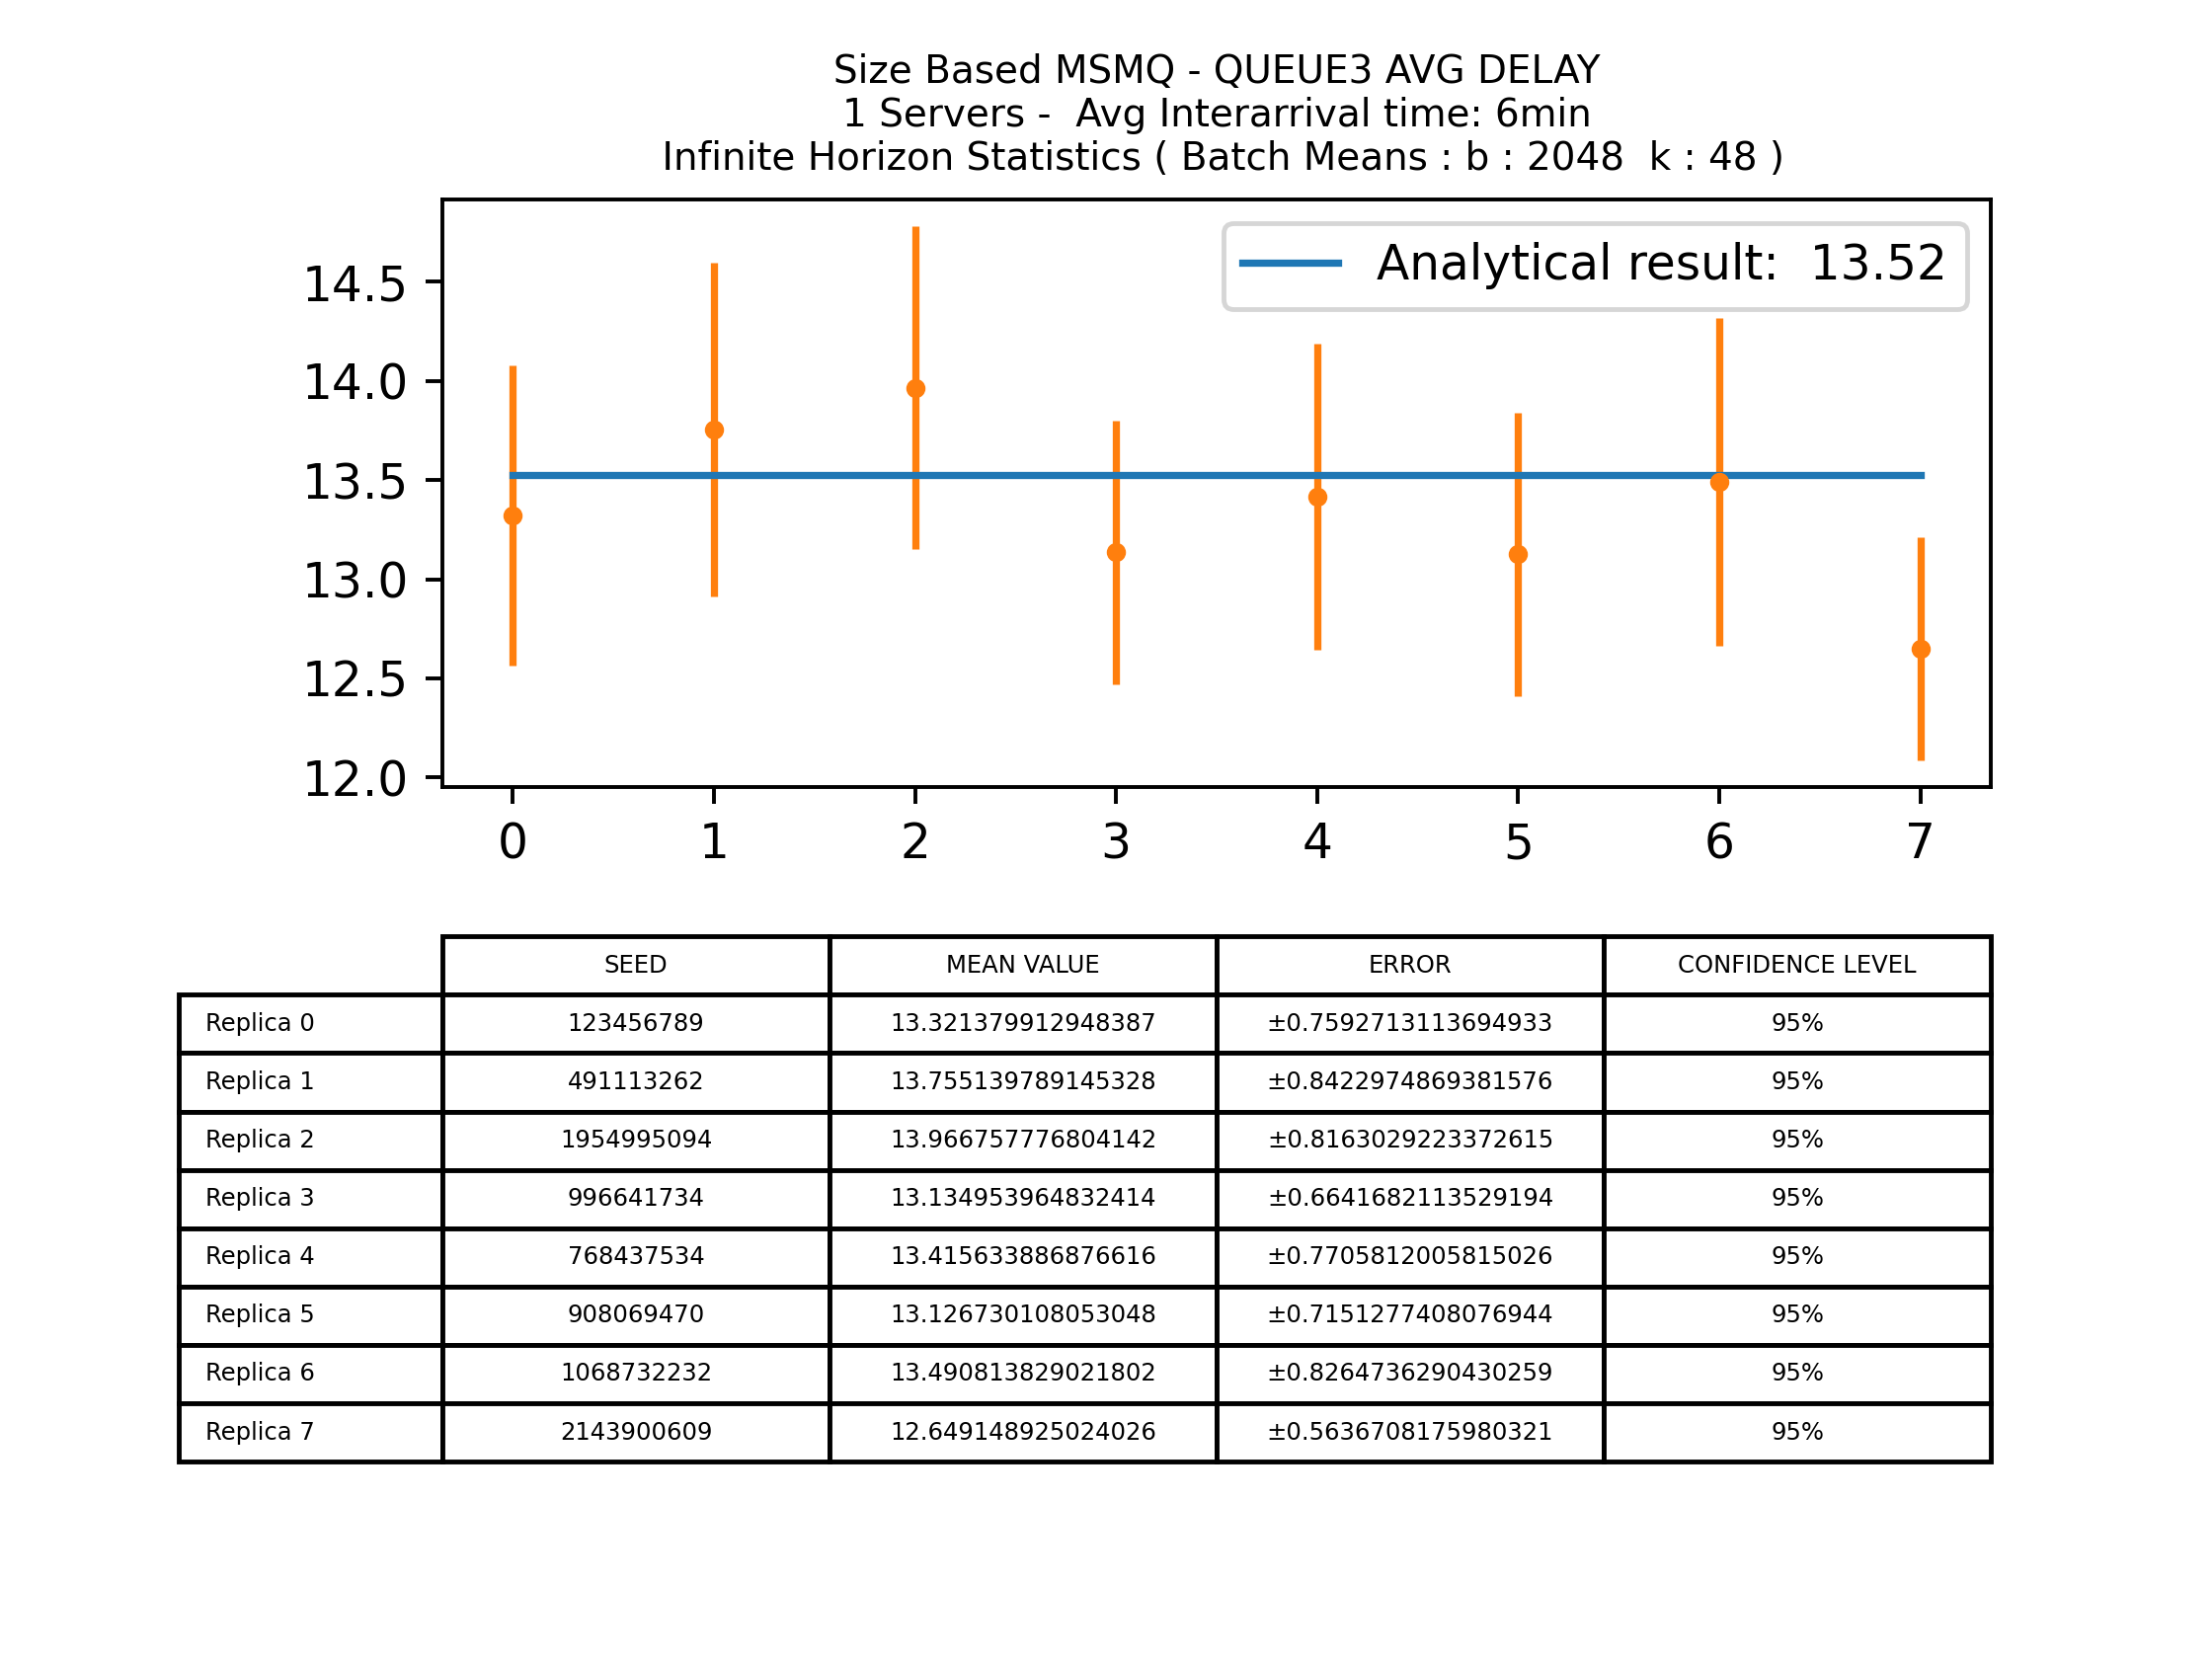 Size Based MSMQ - QUEUE3 AVG DELAY
1 Servers -  Avg Interarrival time: 6min
Infinite Horizon Statistics ( Batch Means : b : 2048  k : 48 )
Analytical result:  13.52
14.5
14.0
13.5
13.0
12.5
12.0
0 1 2 3 4 5 6 7
SEED MEAN VALUE ERROR CONFIDENCE LEVEL
Replica 0 123456789 13.321379912948387 ±0.7592713113694933 95%
Replica 1 491113262 13.755139789145328 ±0.8422974869381576 95%
Replica 2 1954995094 13.966757776804142 ±0.8163029223372615 95%
Replica 3 996641734 13.134953964832414 ±0.6641682113529194 95%
Replica 4 768437534 13.415633886876616 ±0.7705812005815026 95%
Replica 5 908069470 13.126730108053048 ±0.7151277408076944 95%
Replica 6 1068732232 13.490813829021802 ±0.8264736290430259 95%
Replica 7 2143900609 12.649148925024026 ±0.5636708175980321 95%